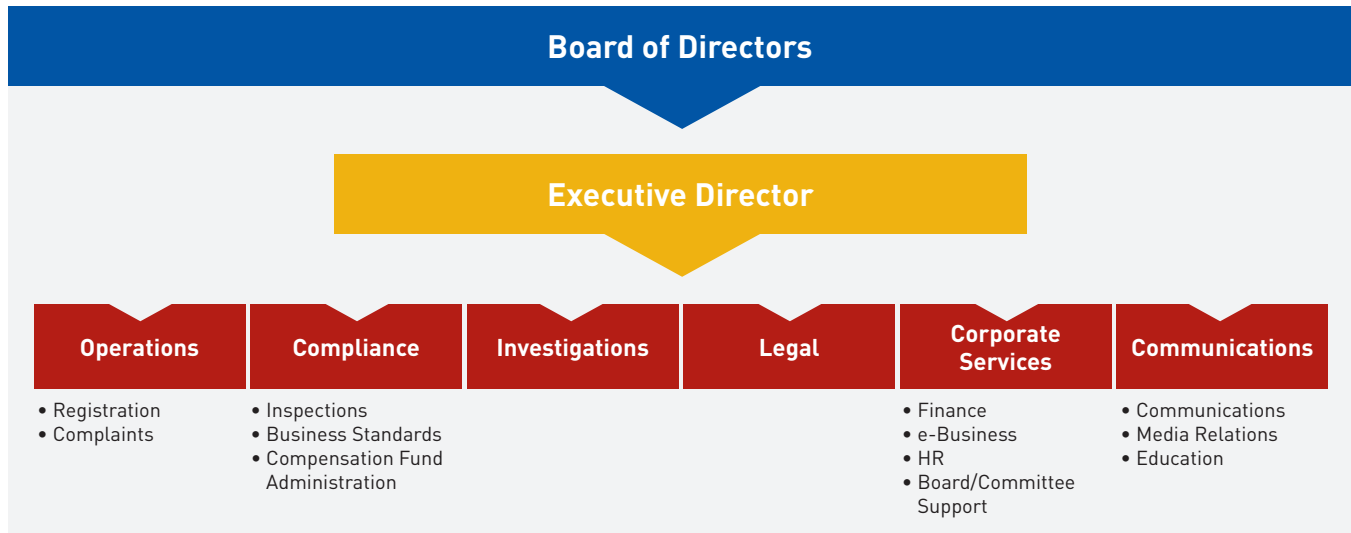 Board of Directors
Executive Director
Operations
• Registration
• Complaints
Compliance
• Inspections
• Business Standards
• Compensation Fund
Administration
Investigations
Legal
Corporate
Services
• Finance
• e-Business
• HR
• Board/Committee
Support
Communications
• Communications
• Media Relations
• Education